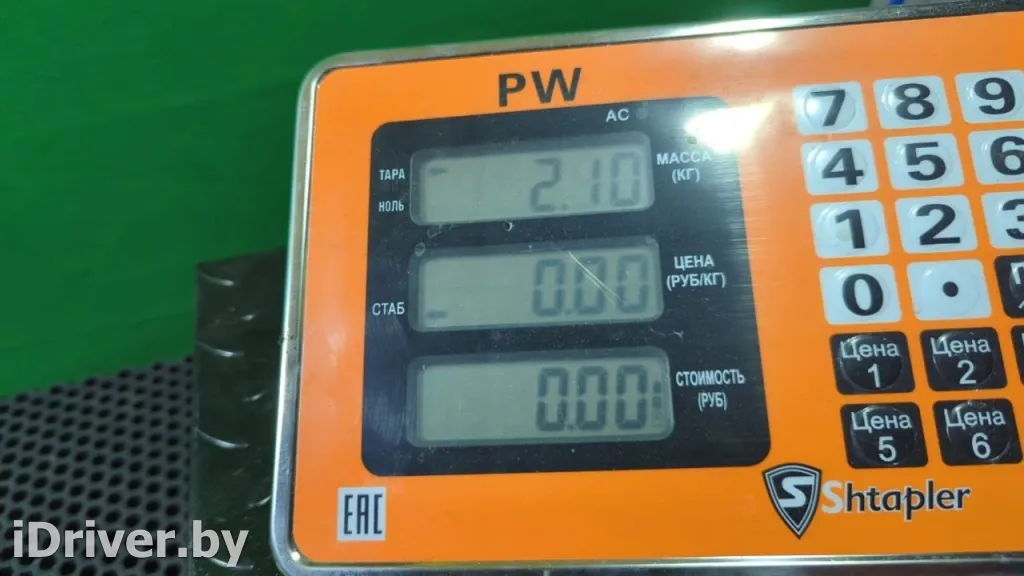 PW
AC
ТАРА
2.10
МАССА
(КГ)
НОЛЬ
ЦЕНА
(РУБ/КГ)
0.00
СТАБ
СТОИМОСТЬ
(РУБ)
0.00
7 8 9
4 5 6
1 2 3
0 .
Цена
1
Цена
2
Цена
5
Цена
6
EAC
S
Shtapler
iDriver.by